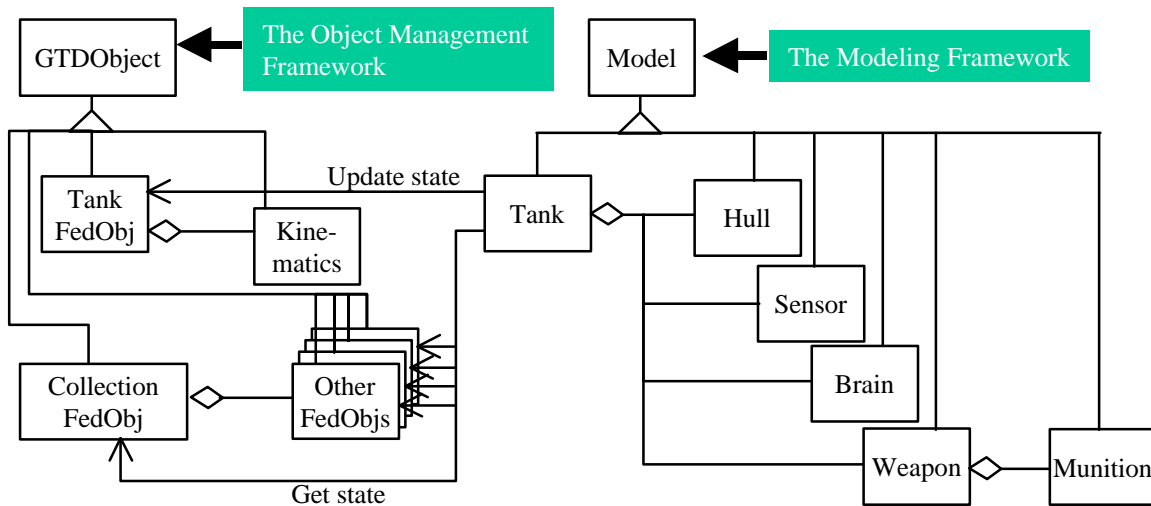 GTDObject
The Object Management
Framework
Model
The Modeling Framework
Tank
FedObj
Update state
Tank
Hull
Kine-
matics
Sensor
Collection
FedObj
Other
FedObjs
Brain
Weapon
Munition
Get state